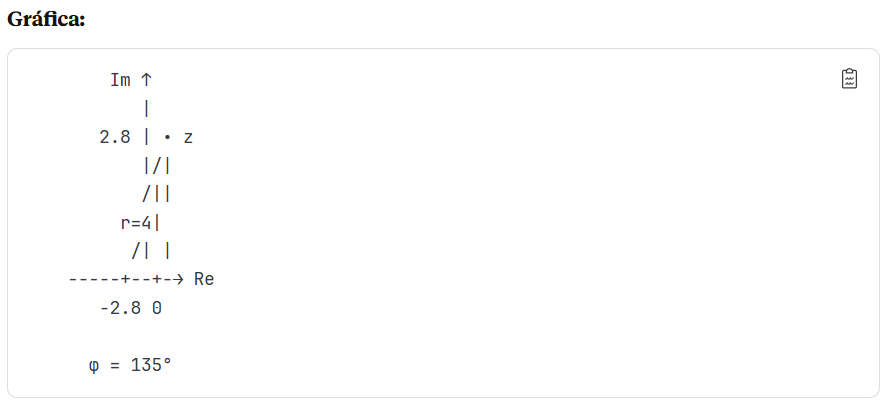 Gráfica:
Im ↑
|
2.8 | • z
|/|
/||
r=4|
/| |
-----+--+-→ Re
-2.8 0
φ = 135°